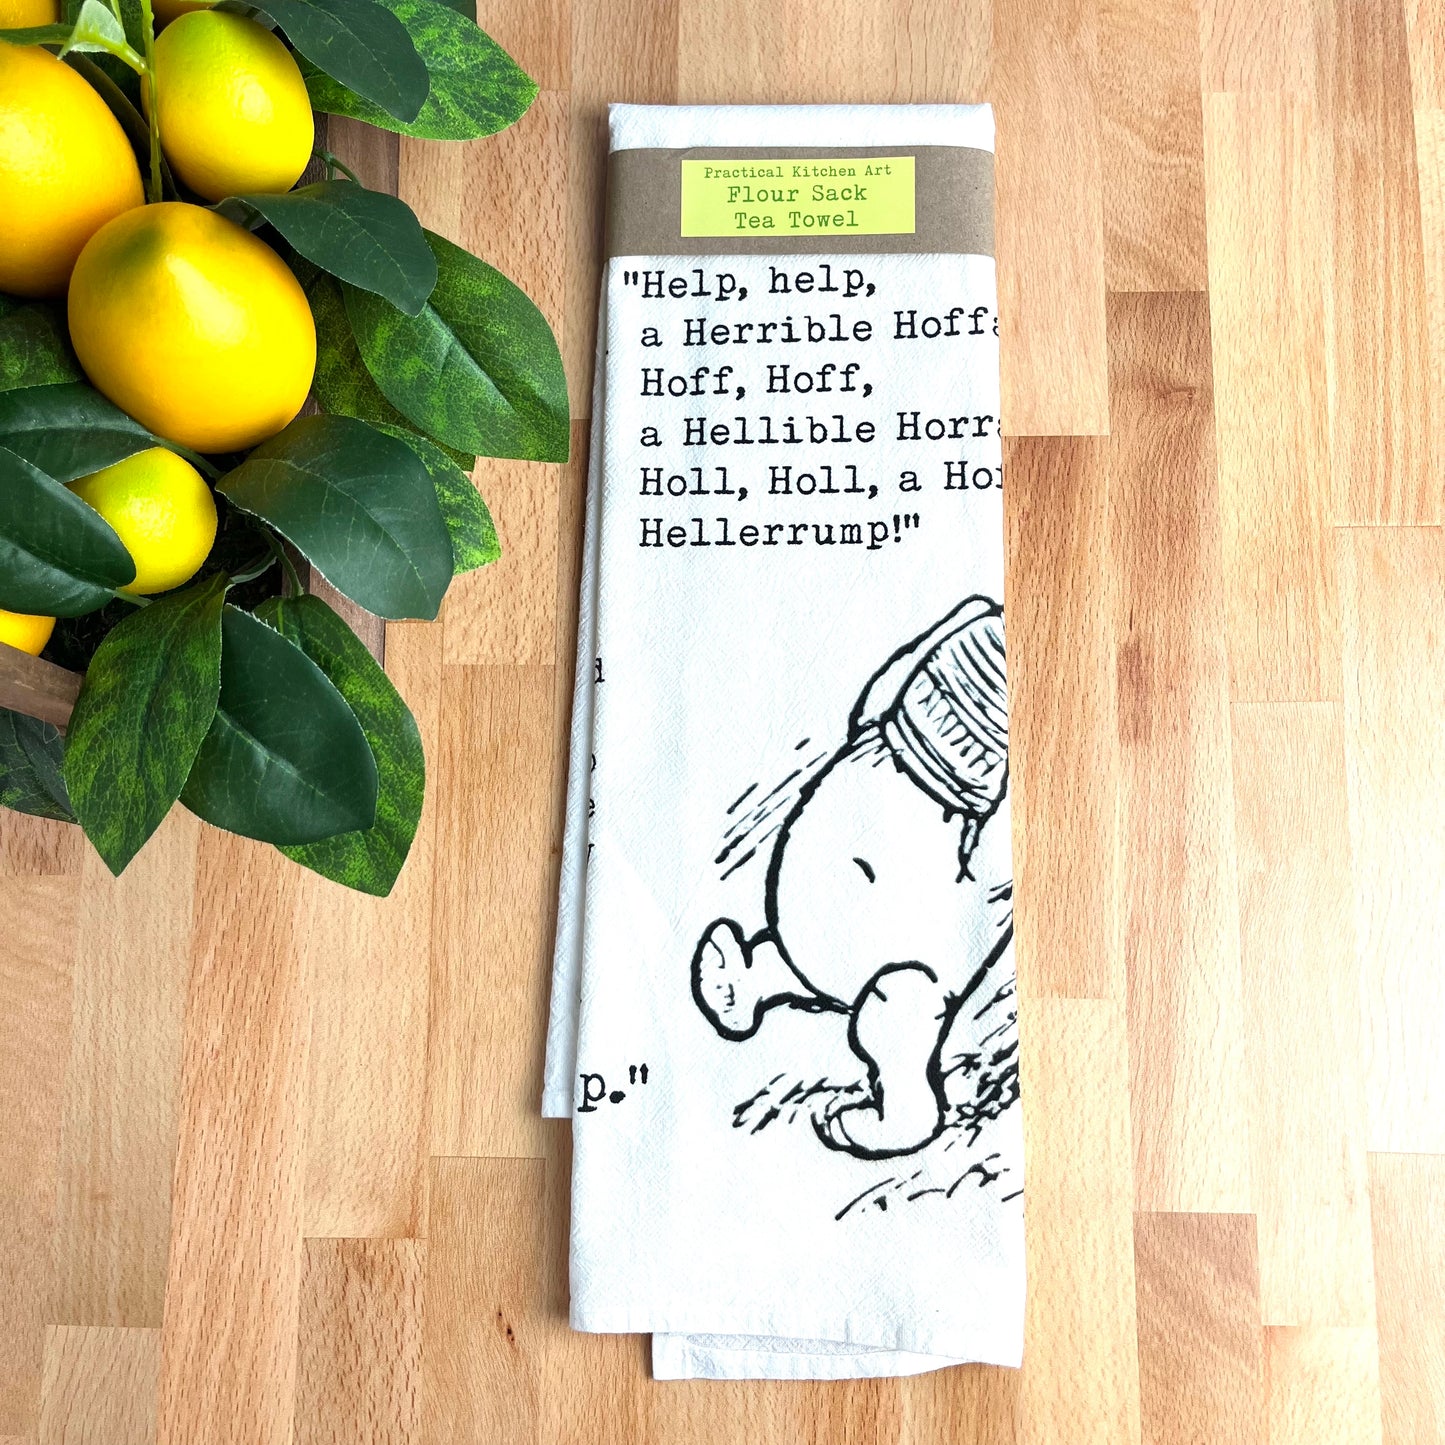 Practical Kitchen Art
Flour Sack
Tea Towel
"Help, help,
a Herrible Hoff
Hoff, Hoff,
a Hellible Horr
Holl, Holl, a Ho
Hellerrump!"
p."